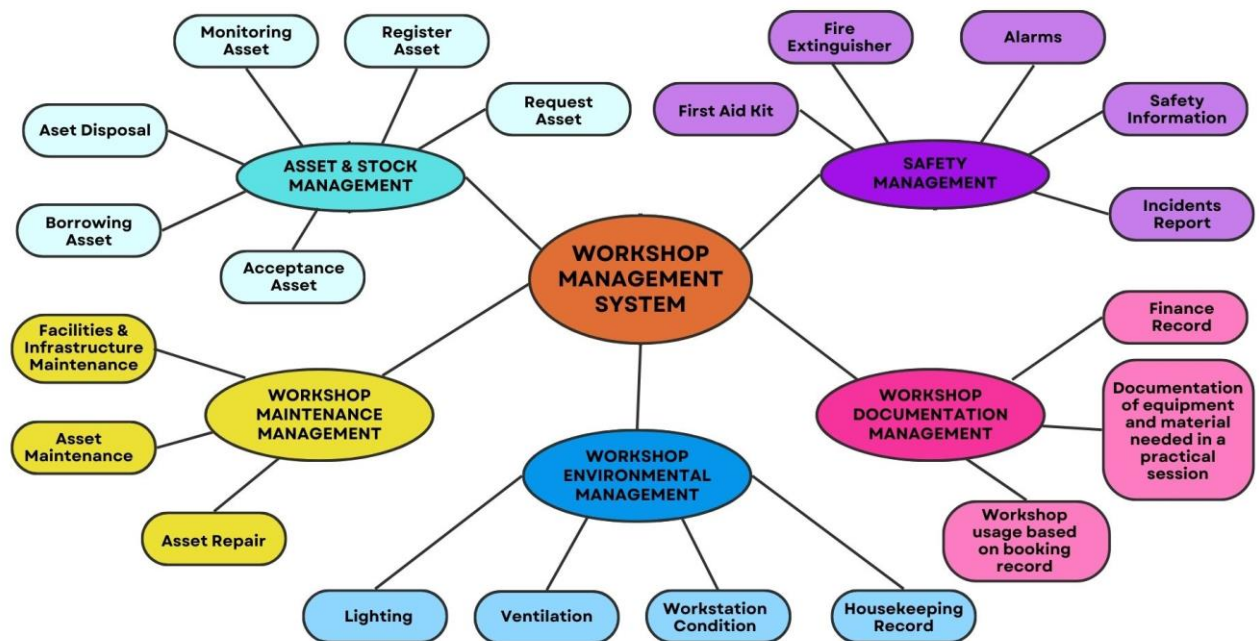 Monitoring
Asset
Register
Asset
Request
Asset
Aset Disposal
ASSET & STOCK
MANAGEMENT
Borrowing
Asset
Acceptance
Asset
Fire
Extinguisher
Alarms
First Aid Kit
Safety
Information
SAFETY
MANAGEMENT
Incidents
Report
WORKSHOP
MANAGEMENT
SYSTEM
Facilities &
Infrastructure
Maintenance
WORKSHOP
MAINTENANCE
MANAGEMENT
Asset
Maintenance
Asset Repair
WORKSHOP
ENVIRONMENTAL
MANAGEMENT
Lighting
Ventilation
Workstation
Condition
Housekeeping
Record
Finance
Record
WORKSHOP
DOCUMENTATION
MANAGEMENT
Documentation
of equipment
and material
needed in a
practical
session
Workshop
usage based
on booking
record